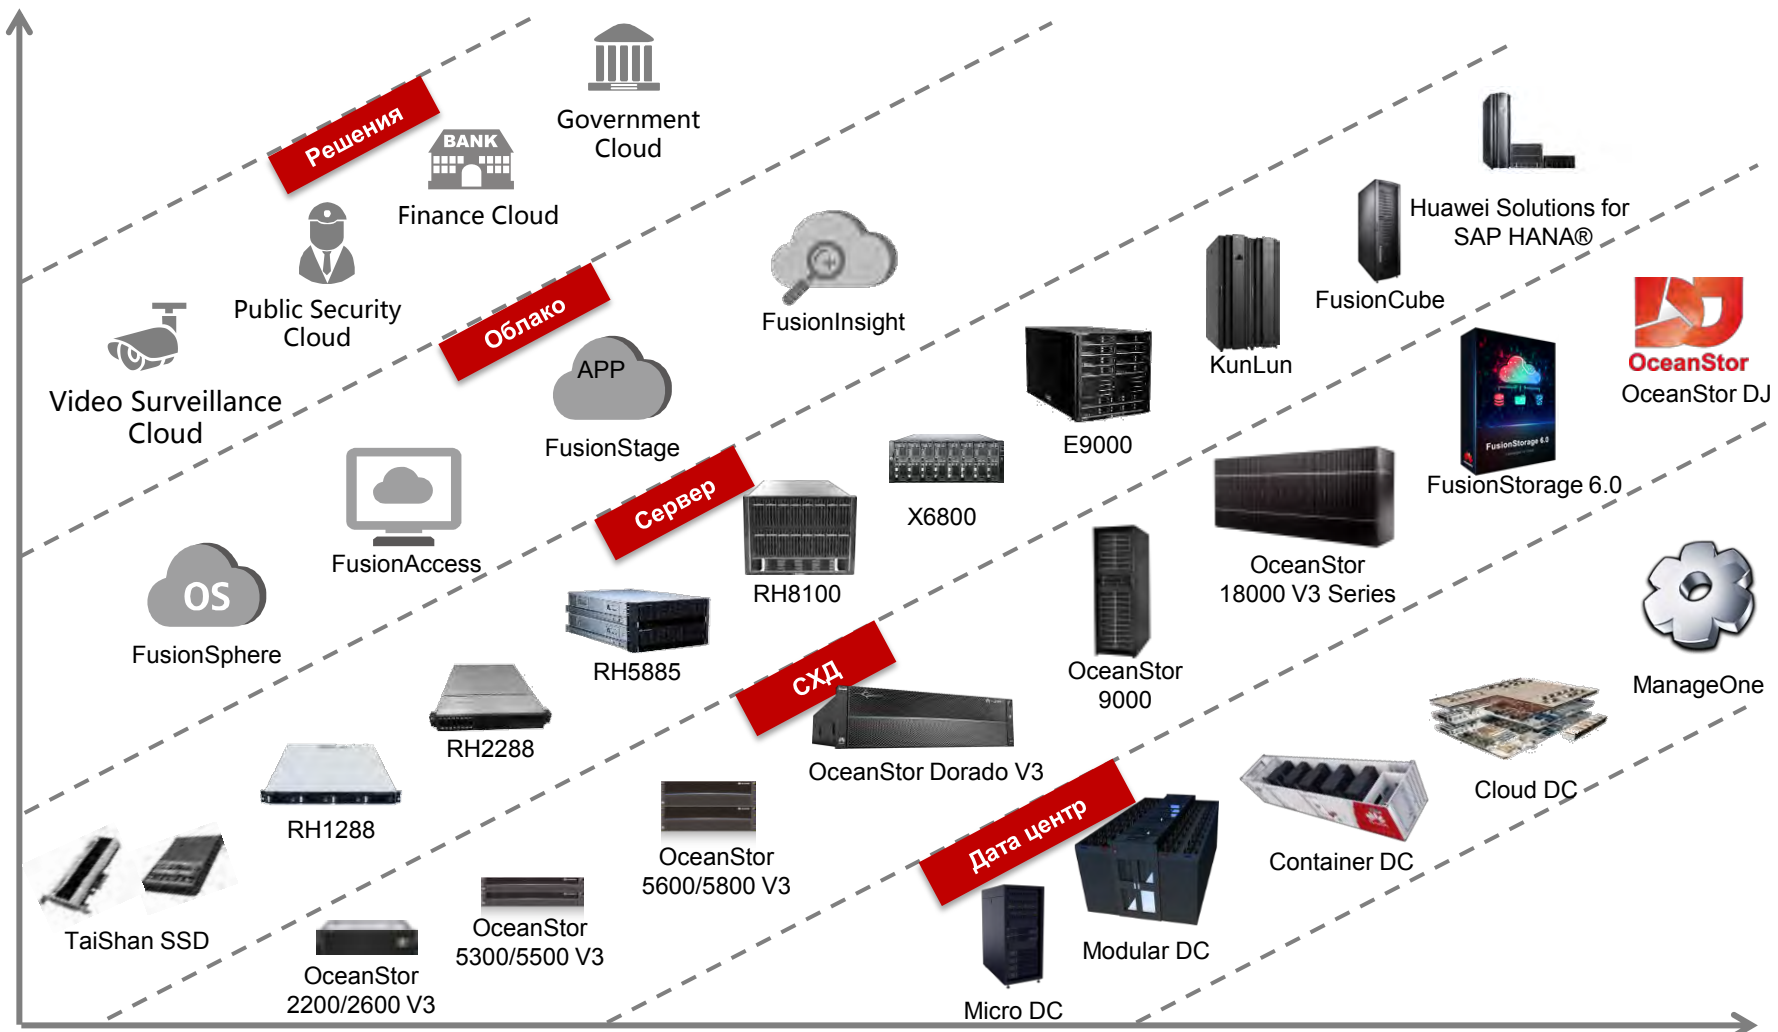 Решения
Government
Cloud
BANK
Finance Cloud
Public Security
Cloud
Video Surveillance
Cloud
Облако
FusionInsight
APP
FusionStage
FusionAccess
OS
FusionSphere
Huawei Solutions for
SAP HANA®
FusionCube
KunLun
E9000
X6800
Сервер
RH8100
RH5885
RH2288
RH1288
TaiShan SSD
OceanStor
OceanStor DJ
FusionStorage 6.0
FusionStorage 6.0
OceanStor
18000 V3 Series
OceanStor
9000
СХД
OceanStor Dorado V3
OceanStor
5600/5800 V3
OceanStor
5300/5500 V3
OceanStor
2200/2600 V3
ManageOne
Cloud DC
Container DC
Дата центр
Modular DC
Micro DC